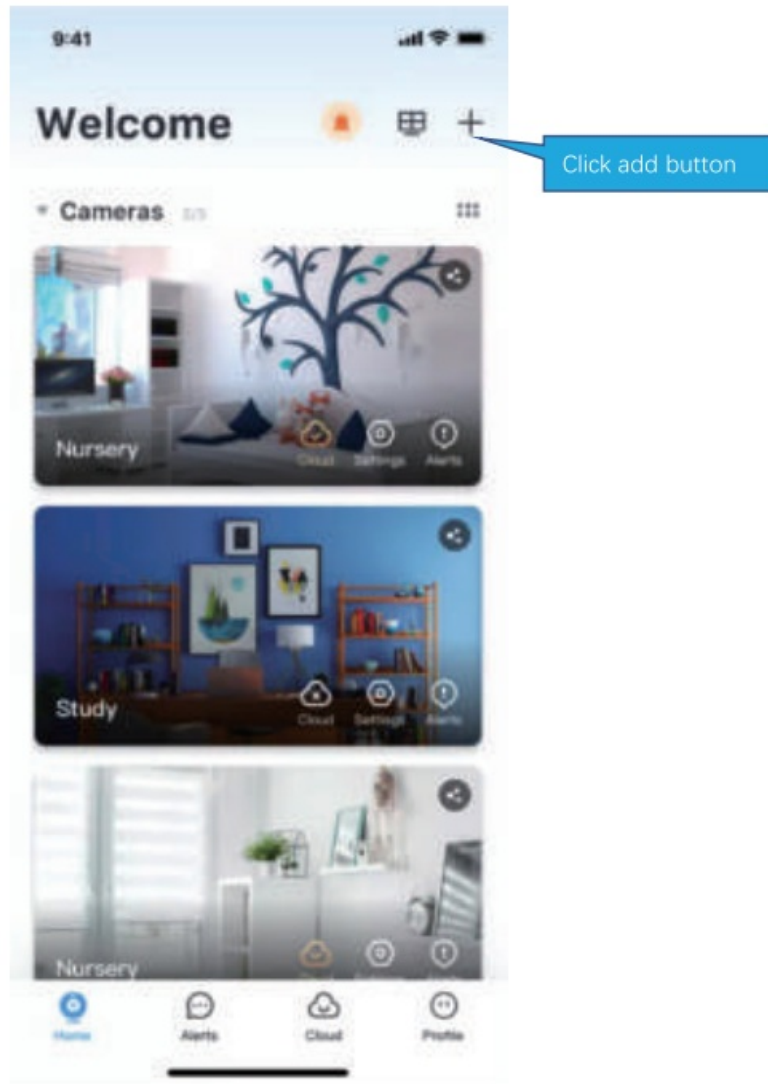 9:41
Welcome
Click add button
Cameras
Nursery
Cloud Settings Alerts
Study
Cloud Settings Alerts
Nursery
Home Alerts Cloud Profile